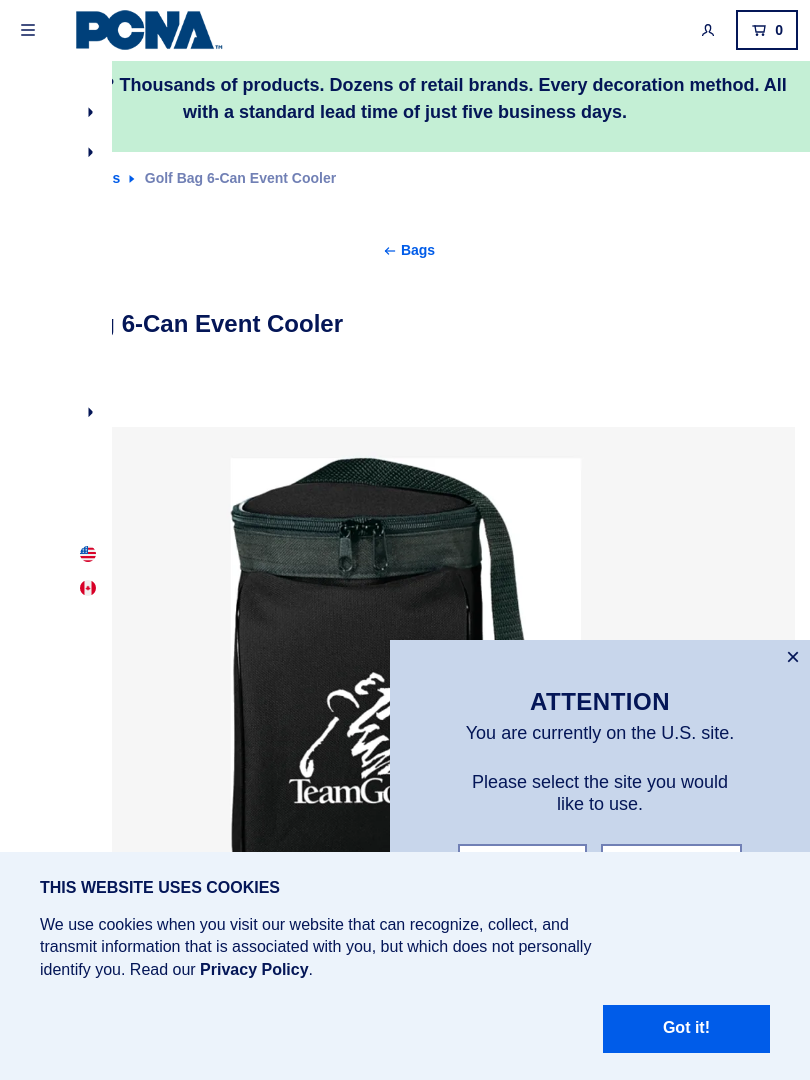 PCNA™
0
? Thousands of products. Dozens of retail brands. Every decoration method. All
with a standard lead time of just five business days.
s Golf Bag 6-Can Event Cooler
← Bags
6-Can Event Cooler
ATTENTION
You are currently on the U.S. site.
Please select the site you would
like to use.
TeamGo
THIS WEBSITE USES COOKIES
We use cookies when you visit our website that can recognize, collect, and
transmit information that is associated with you, but which does not personally
identify you. Read our Privacy Policy.
Got it!